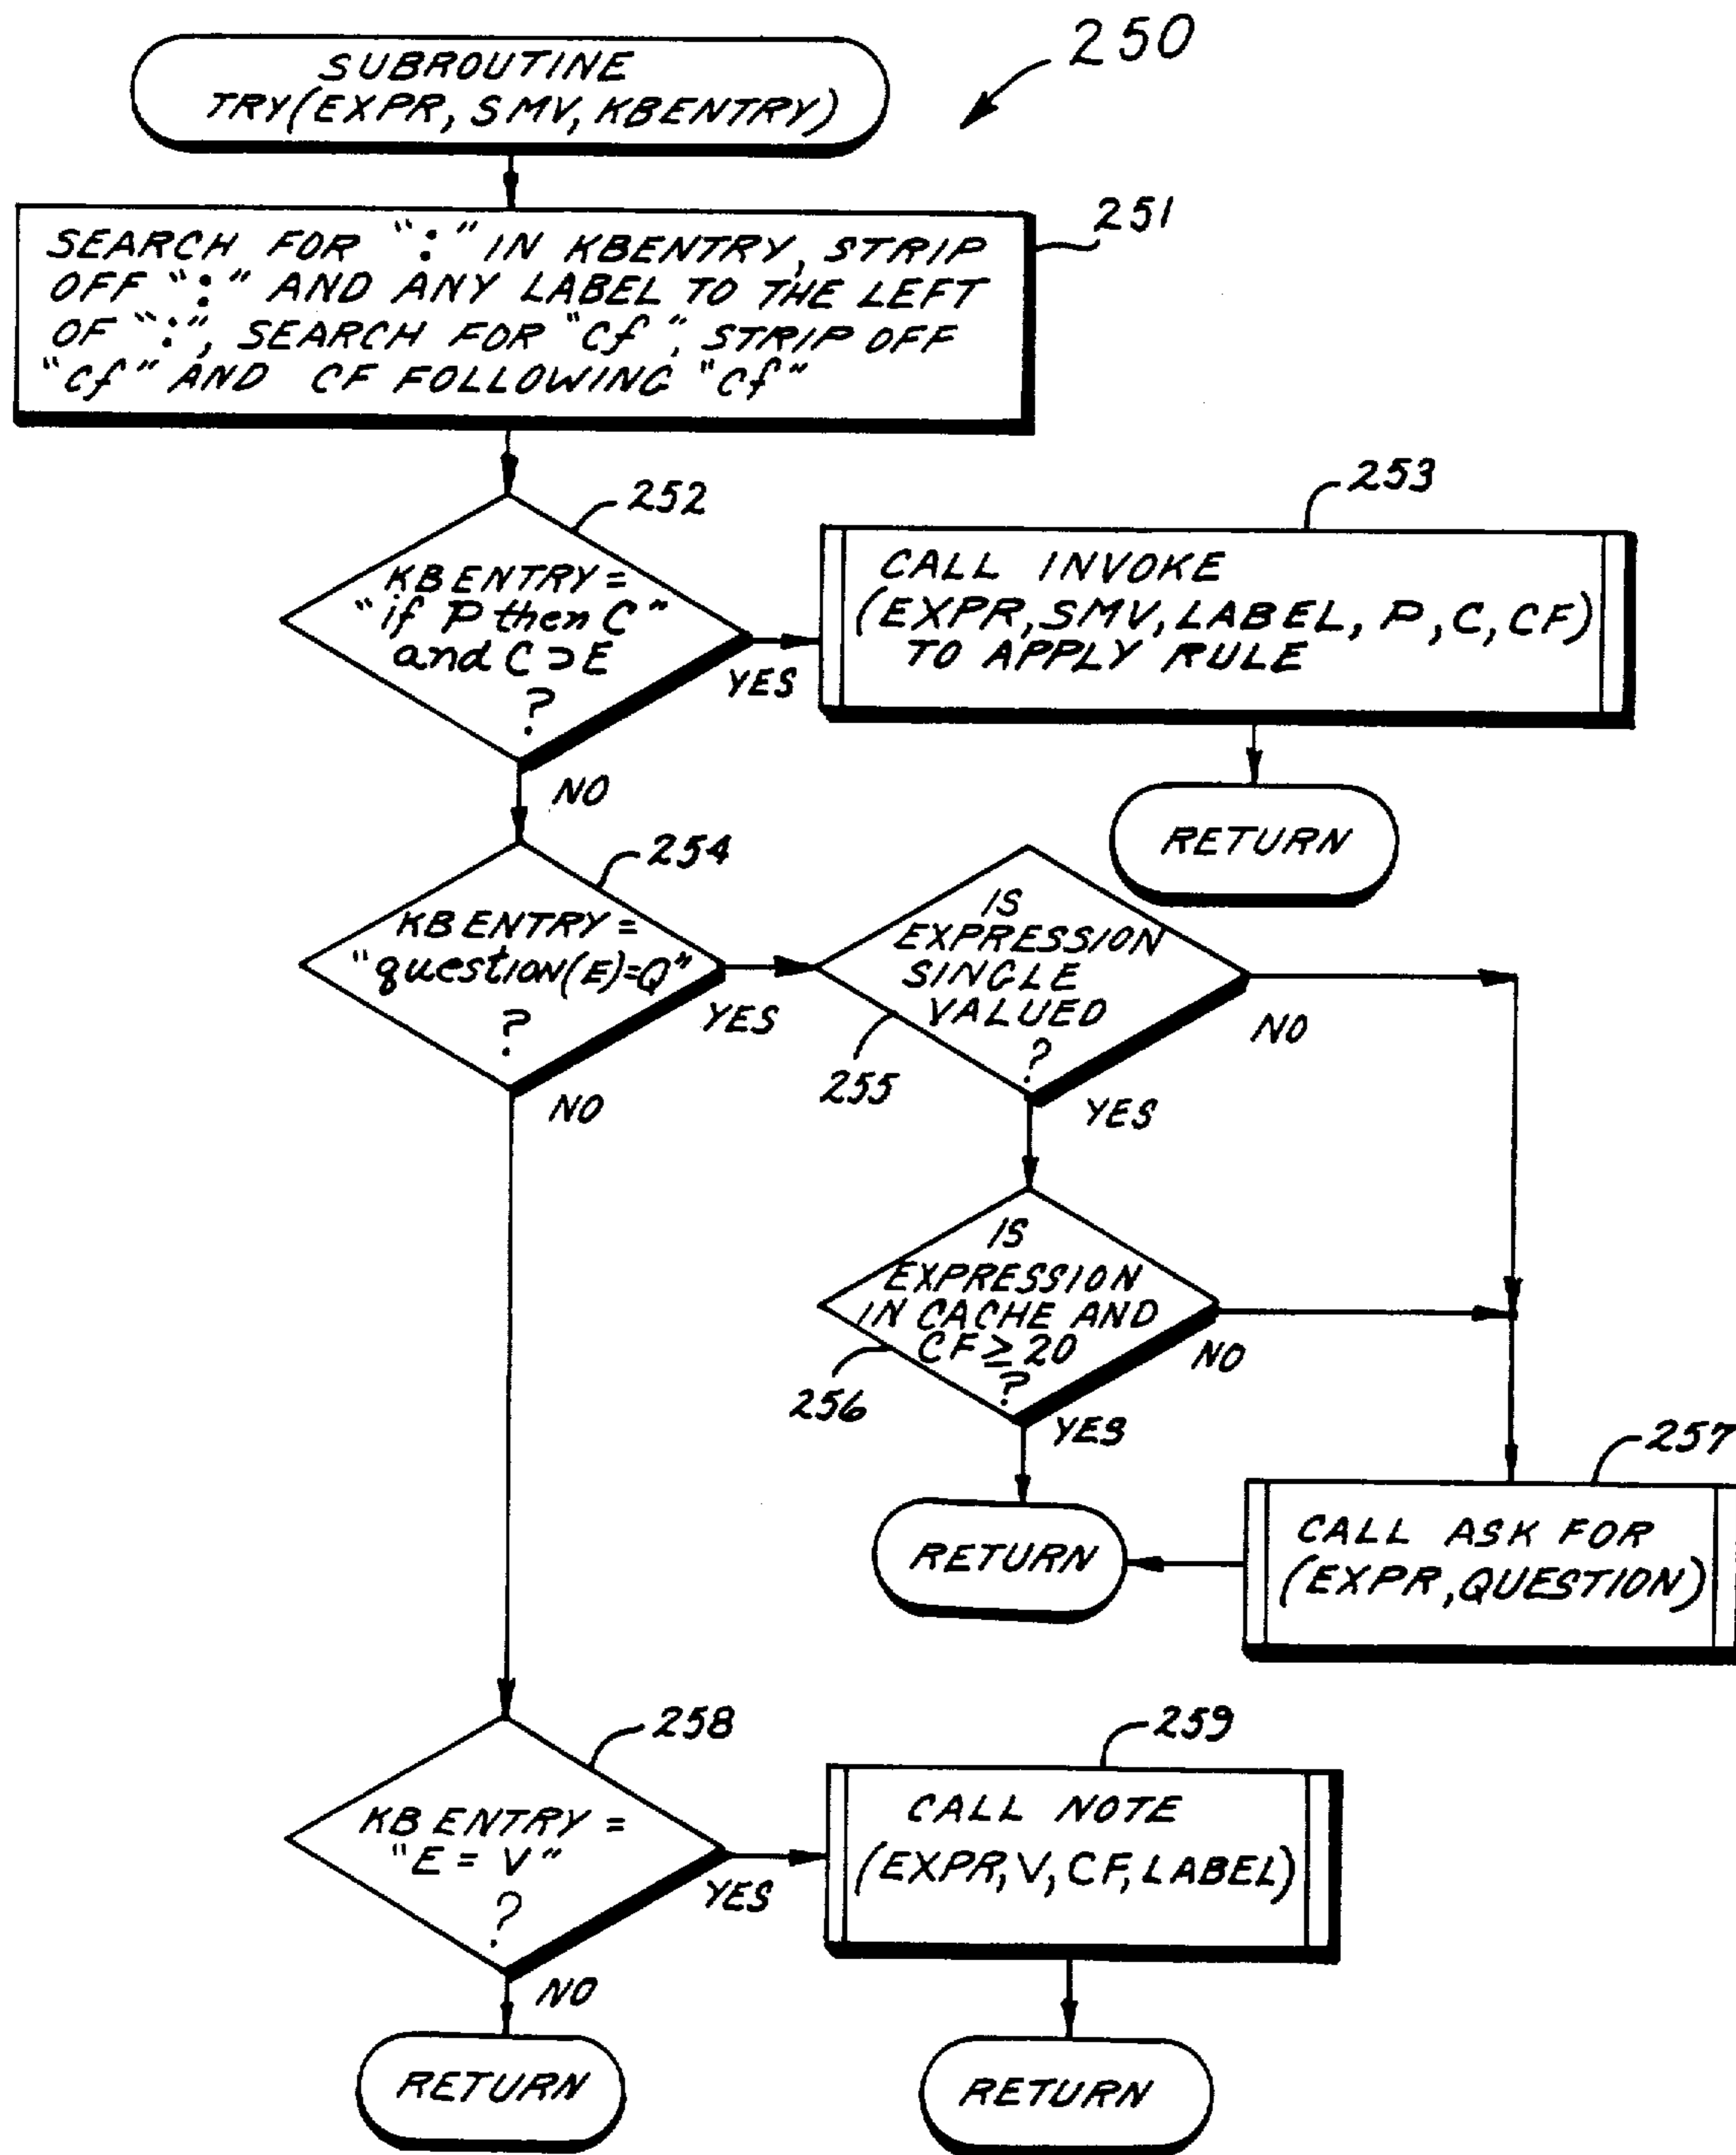 250
SUBROUTINE
TRY(EXPR, SMV, KBENTRY)
251
SEARCH FOR ":" IN KBENTRY, STRIP
OFF ":" AND ANY LABEL TO THE LEFT
OF ":", SEARCH FOR "cf", STRIP OFF
"cf" AND CF FOLLOWING "cf"
252
KB ENTRY =
"if P then C"
and C⊃E
?
YES
NO
253
CALL INVOKE
(EXPR, SMV, LABEL, P, C, CF)
TO APPLY RULE
RETURN
254
KB ENTRY =
"question(E)=Q"
?
YES
NO
IS
EXPRESSION
SINGLE
VALUED
?
255
NO
YES
IS
EXPRESSION
IN CACHE AND
CF ≥ 20
?
256
NO
YES
257
CALL ASK FOR
(EXPR, QUESTION)
RETURN
258
KB ENTRY =
"E = V"
?
YES
NO
259
CALL NOTE
(EXPR, V, CF, LABEL)
RETURN
RETURN